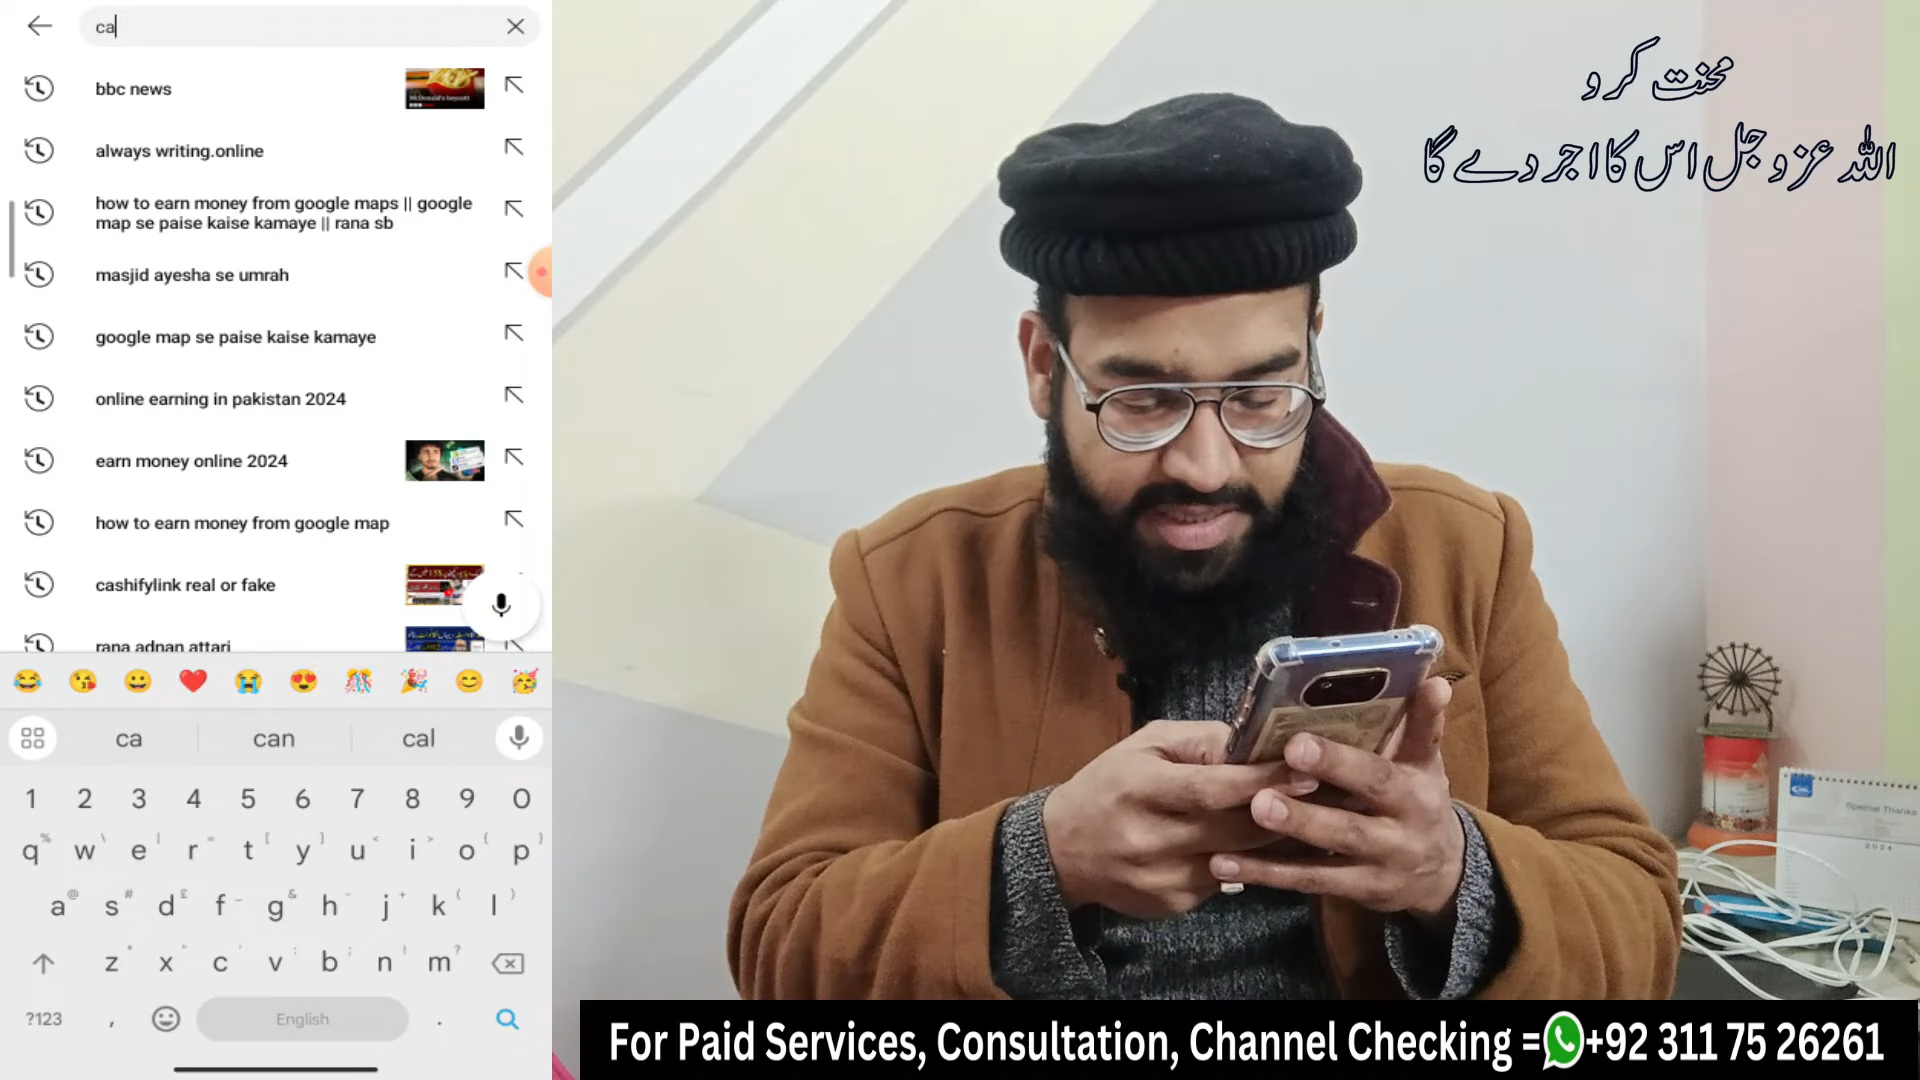 ca
bbc news
always writing.online
how to earn money from google maps || google
map se paise kaise kamaye || rana sb
masjid ayesha se umrah
google map se paise kaise kamaye
online earning in pakistan 2024
earn money online 2024
how to earn money from google map
cashifylink real or fake
rana adnan attari
ca can cal
1 2 3 4 5 6 7 8 9 0
q w e r t y u i o p
a s d f g h j k l
z x c v b n m
?123 , English .
محنت کرو
اللہ عزوجل اس کا اجر دے گا
Special Thanks
2024
For Paid Services, Consultation, Channel Checking = +92 311 75 26261